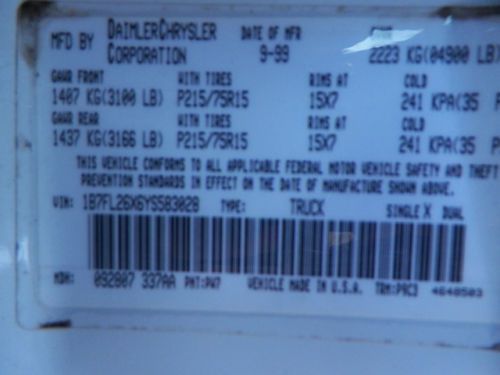 MFD BY DAIMLERCHRYSLER CORPORATION DATE OF MFR 9-99 GVWR 2223 KG(04900 LB)
GAWR FRONT WITH TIRES RIMS AT COLD
1407 KG(3100 LB) P215/75R15 15X7 241 KPA(35 P
GAWR REAR WITH TIRES RIMS AT COLD
1437 KG(3166 LB) P215/75R15 15X7 241 KPA(35 P
THIS VEHICLE CONFORMS TO ALL APPLICABLE FEDERAL MOTOR VEHICLE SAFETY AND THEFT
PREVENTION STANDARDS IN EFFECT ON THE DATE OF MANUFACTURE SHOWN ABOVE.
VIN: 1B7FL26X6YS583028 TYPE: TRUCK SINGLE X DUAL
MDH: 092807 337AA PNT:PW7 VEHICLE MADE IN U.S.A. TRM:P9C3 4648503